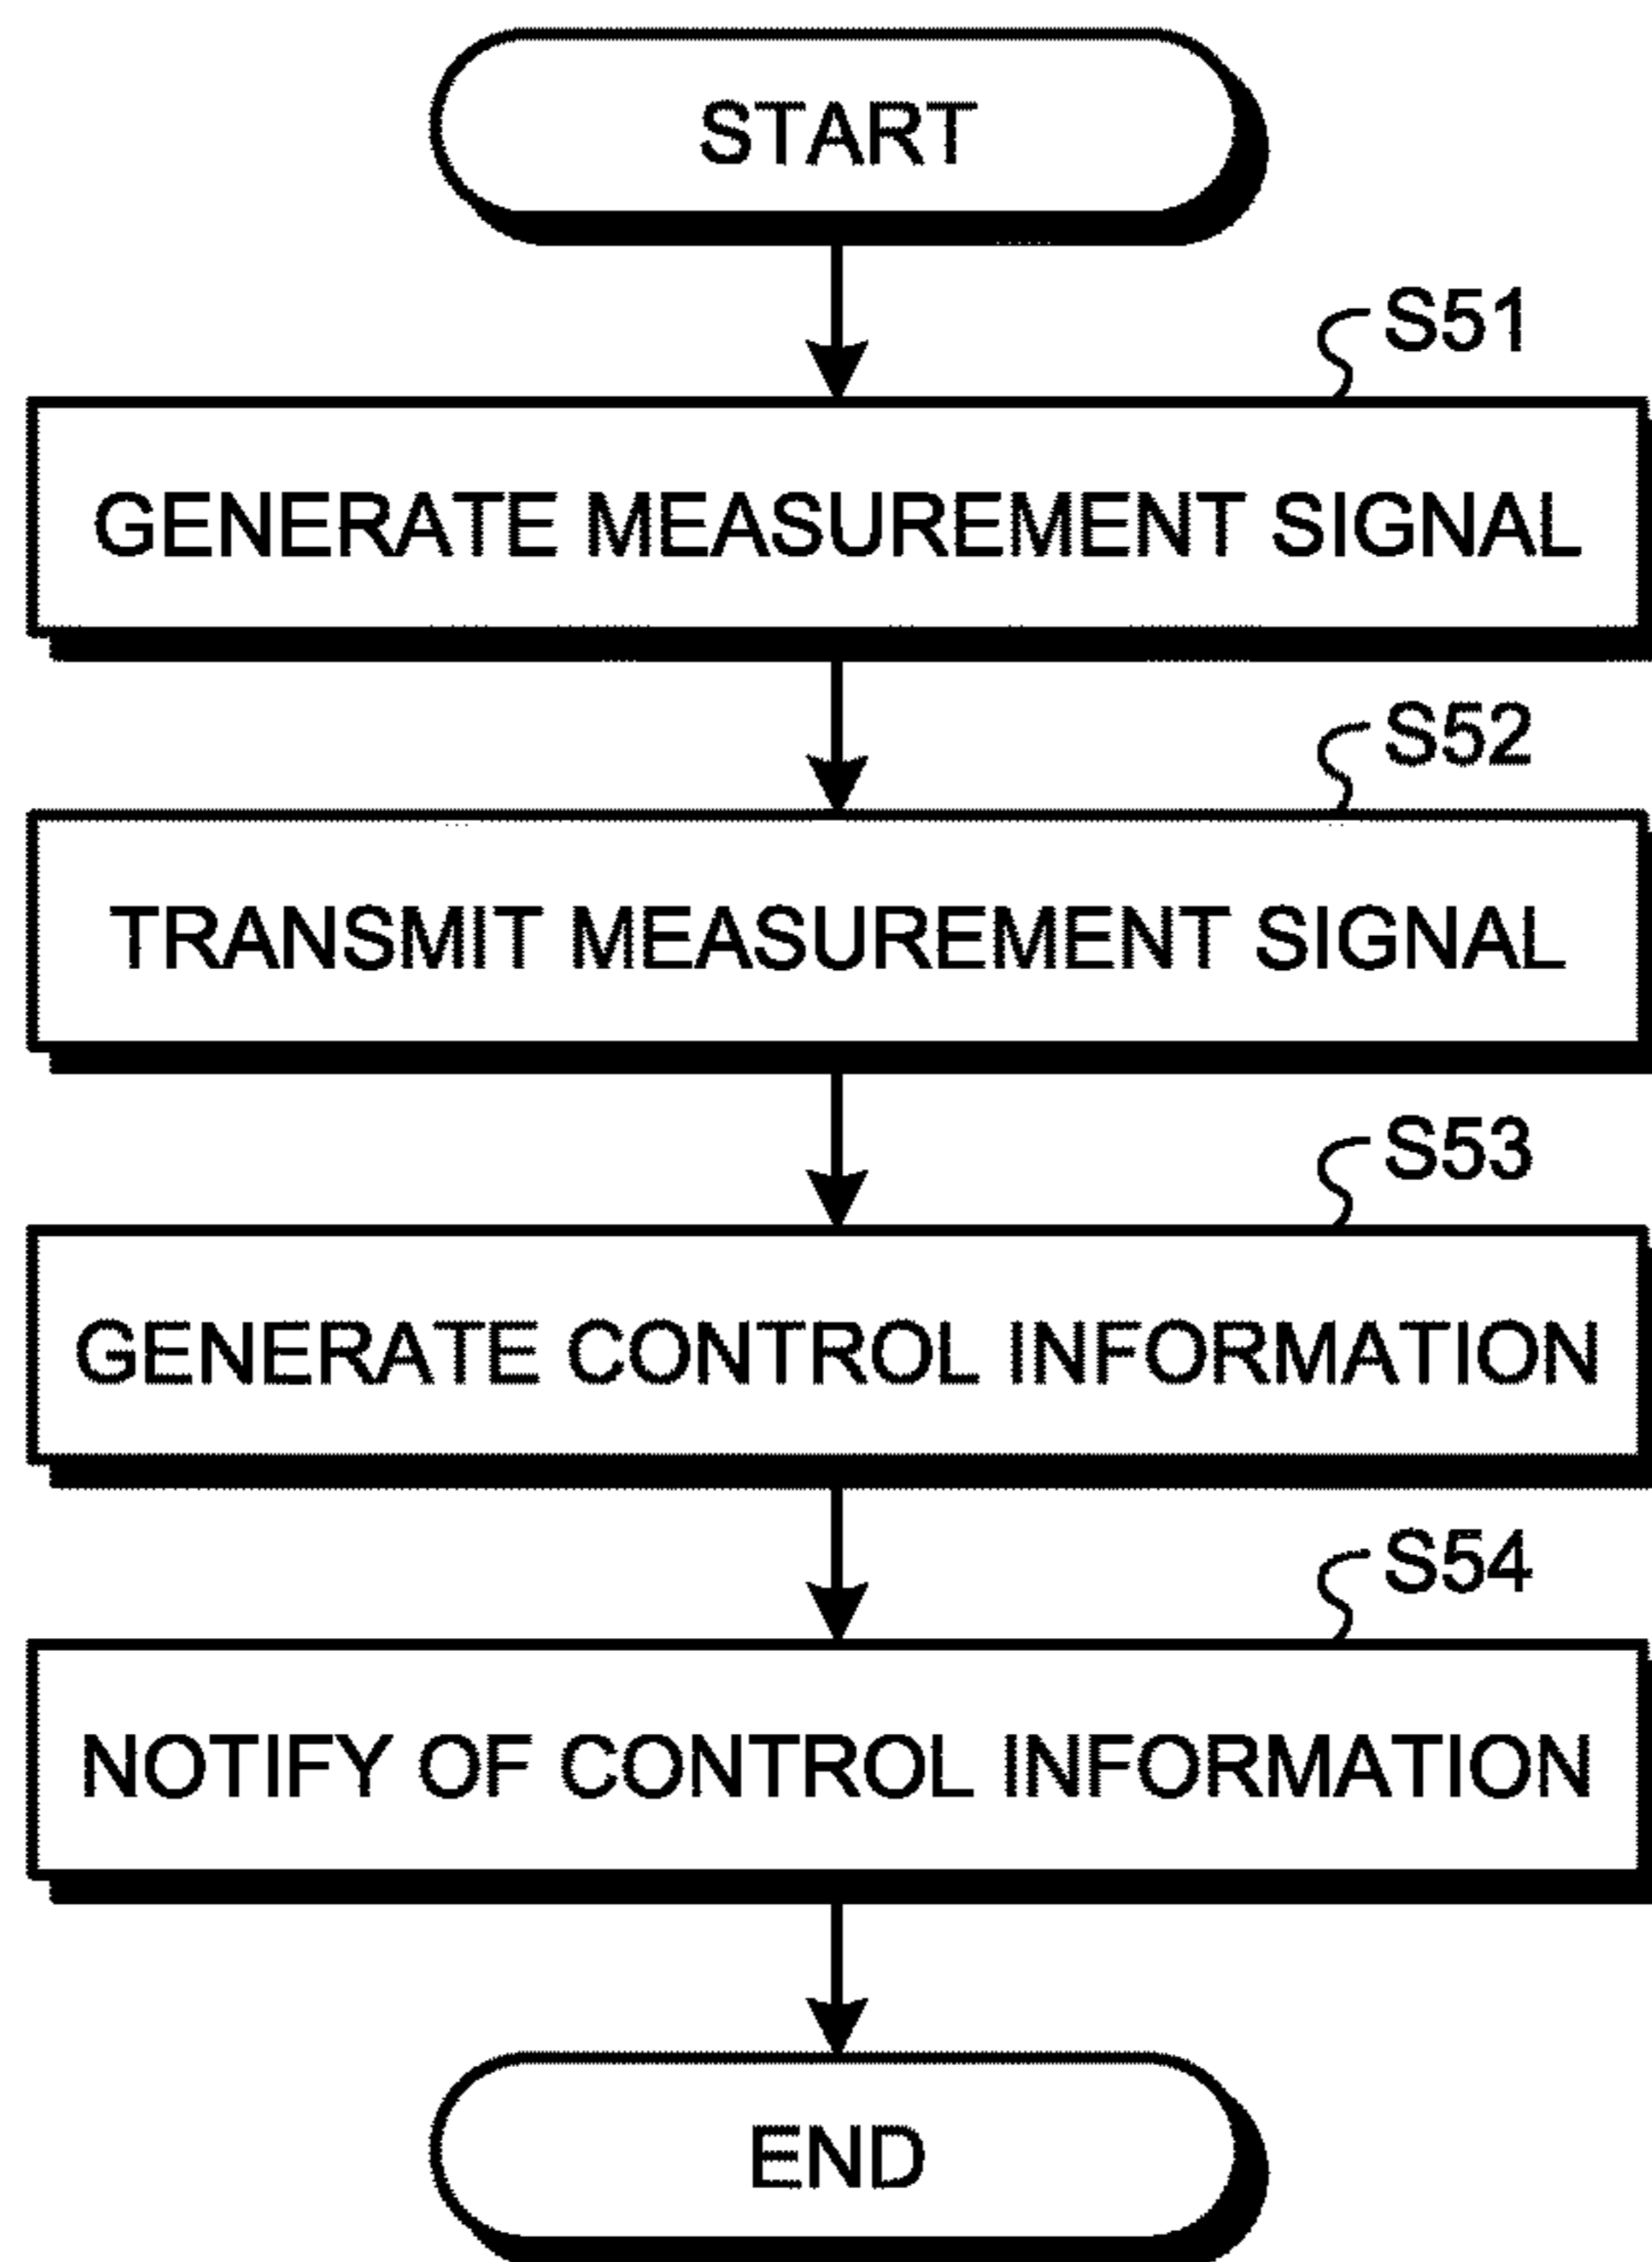 START
S51
GENERATE MEASUREMENT SIGNAL
S52
TRANSMIT MEASUREMENT SIGNAL
S53
GENERATE CONTROL INFORMATION
S54
NOTIFY OF CONTROL INFORMATION
END